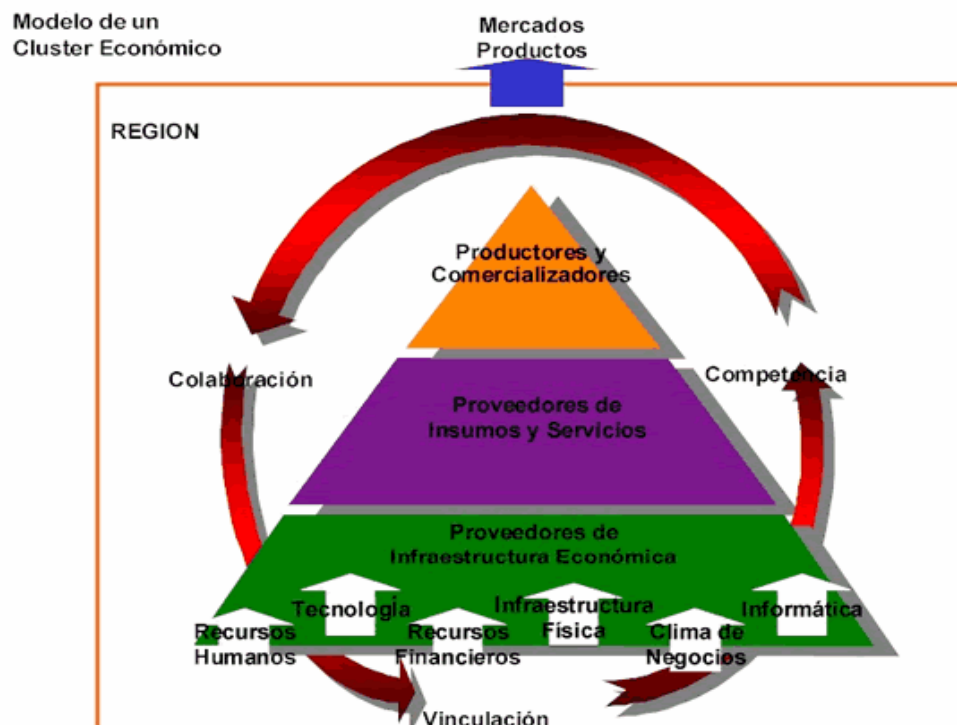 Modelo de un
Cluster Económico
Mercados
Productos
REGION
Productores y
Comercializadores
Colaboración
Competencia
Proveedores de
Insumos y Servicios
Proveedores de
Infraestructura Económica
Recursos
Humanos
Tecnología
Recursos
Financieros
Infraestructura
Física
Clima de
Negocios
Informática
Vinculación